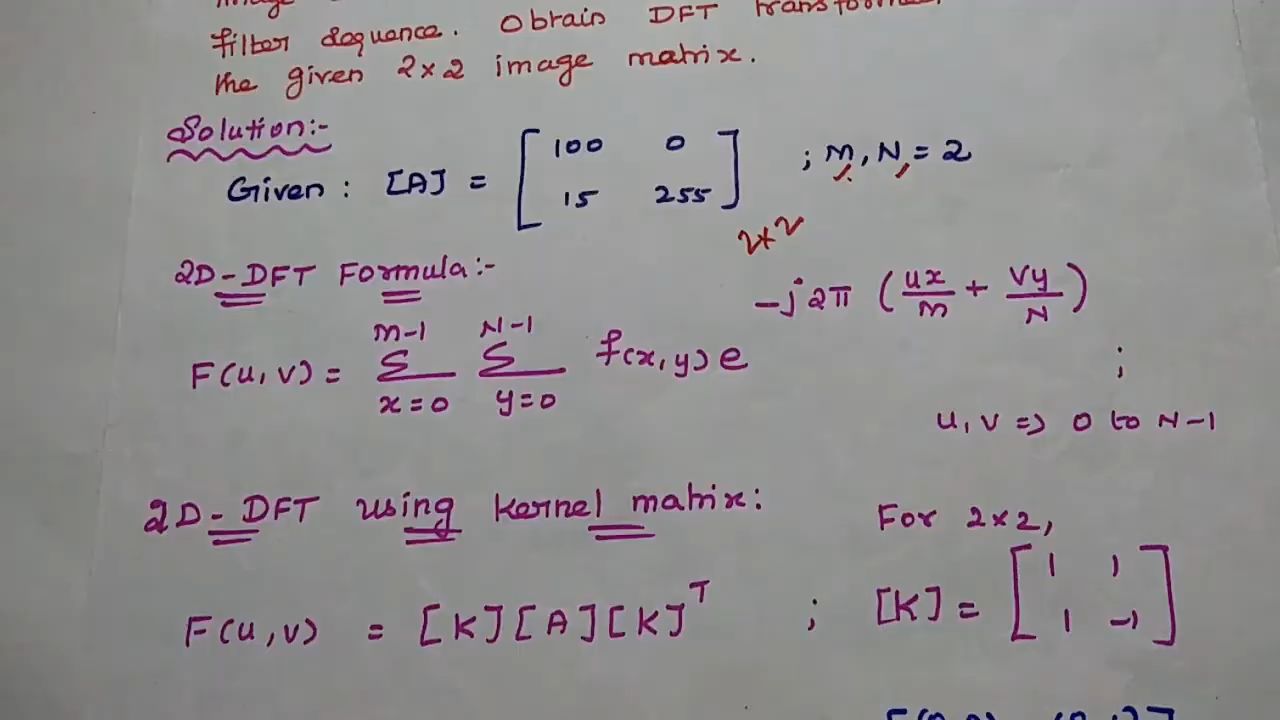 filter sequence. Obtain DFT
the given 2×2 image matrix.
Solution:-
Given : [A] = [ 100 0 ; M, N = 2
15 255 ]
2×2
2D-DFT Formula:-
-j2π (ux/M + vy/N)
M-1 N-1
F(u,v) = Σ Σ f(x,y) e ;
x=0 y=0
u, v => 0 to N-1
2D-DFT using kernel matrix:
For 2×2,
F(u,v) = [K][A][K]^T ; [K] = [ 1 1
1 -1 ]